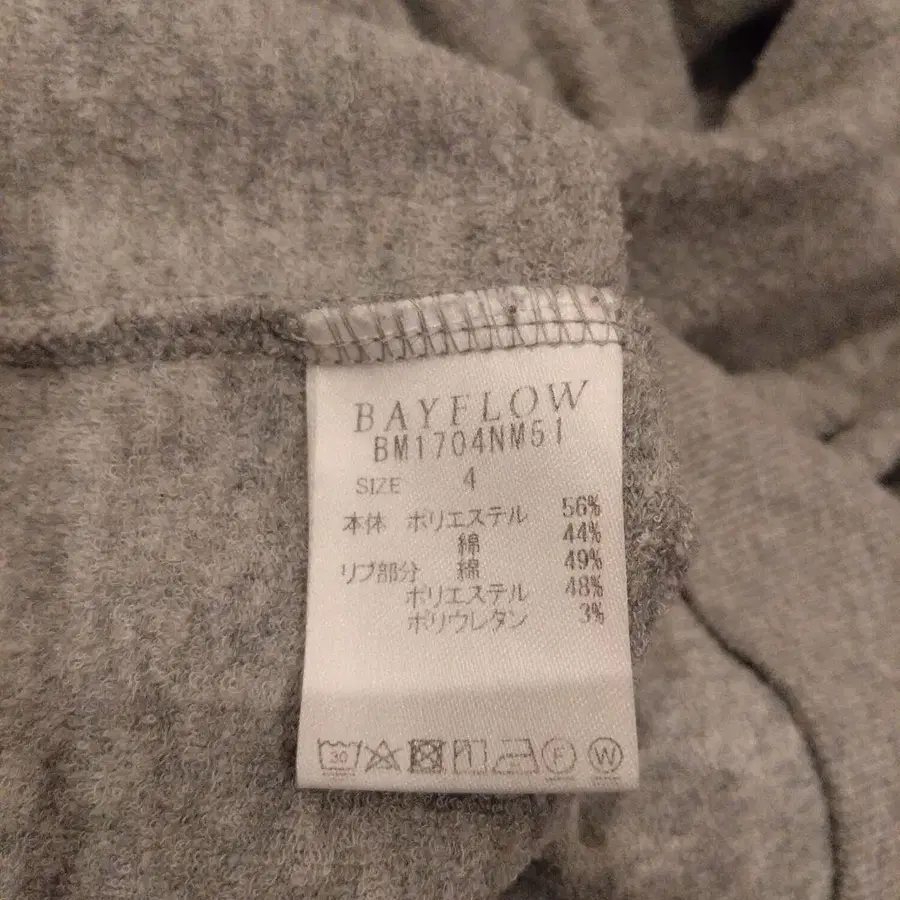 BAYFLOW
BM1704NM51
SIZE 4
本体 ポリエステル 56%
綿 44%
リブ部分 綿 49%
ポリエステル 48%
ポリウレタン 3%
30 F W